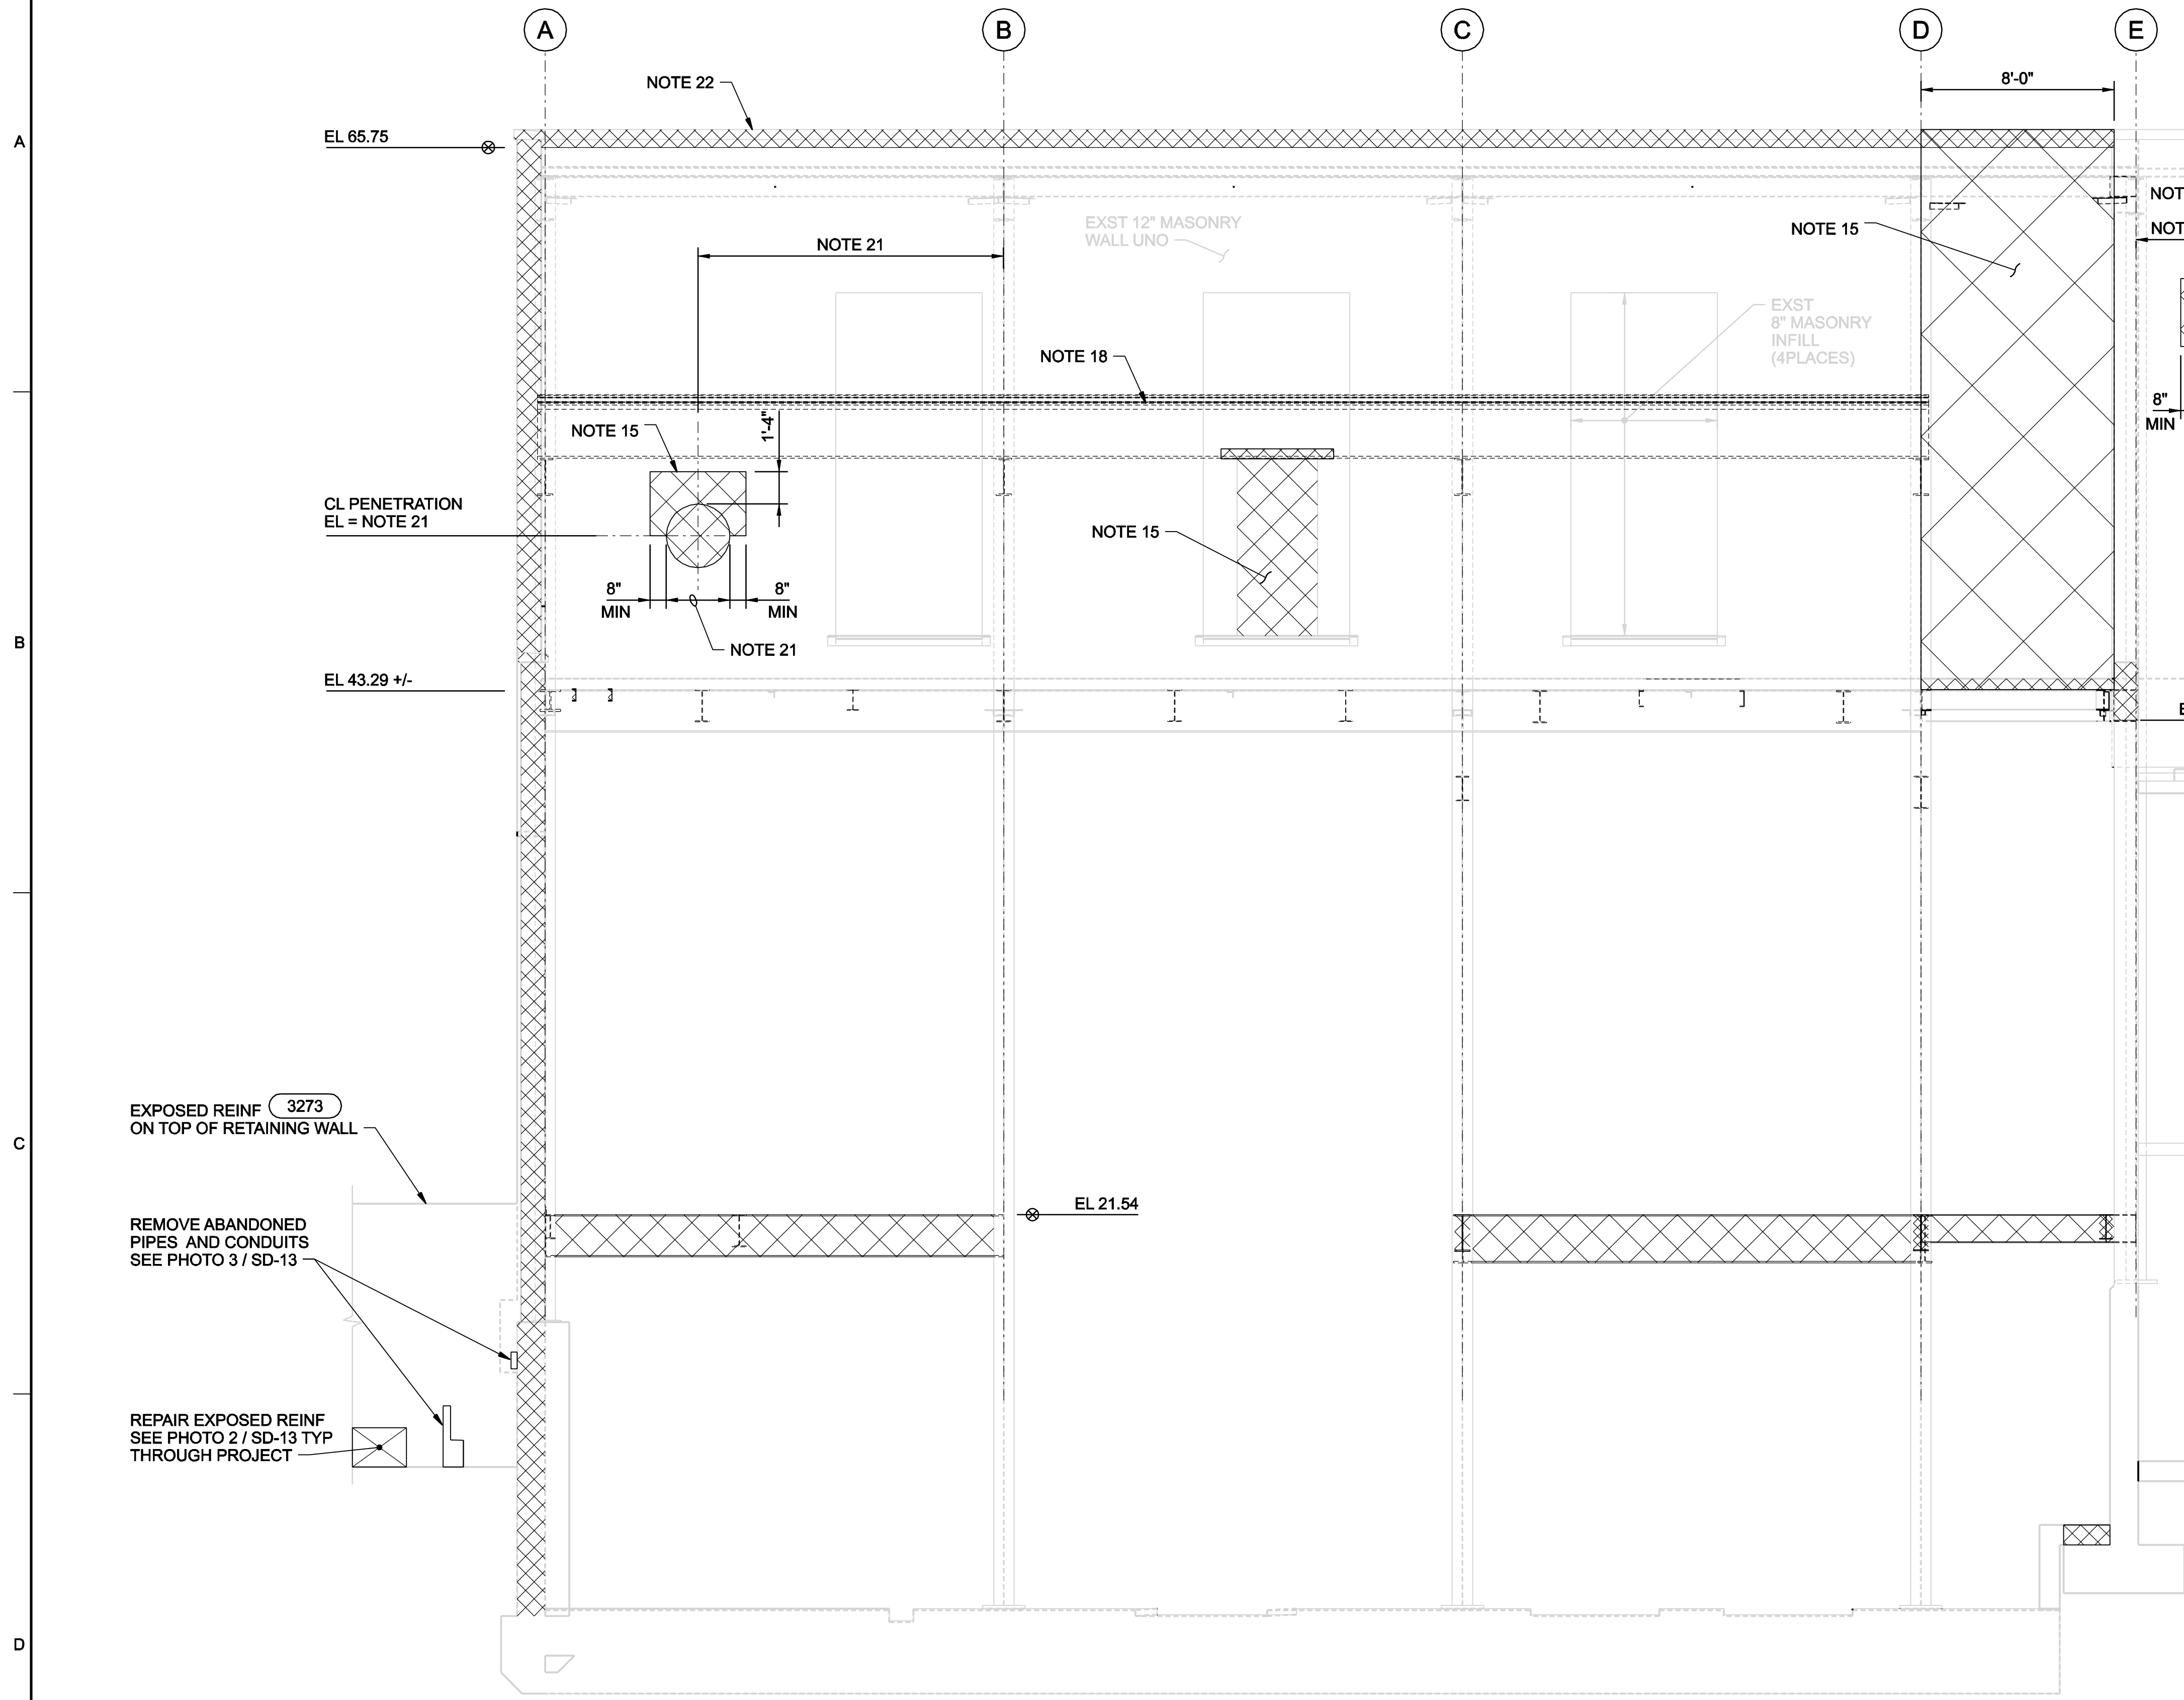 A
B
C
D
E
NOTE 22
8'-0"
EL 65.75
A
NOT
NOT
EXST 12" MASONRY
WALL UNO
NOTE 15
NOTE 21
EXST
8" MASONRY
INFILL
(4PLACES)
NOTE 18
8"
MIN
1'-4"
NOTE 15
CL PENETRATION
EL = NOTE 21
NOTE 15
8"
MIN
8"
MIN
B
NOTE 21
EL 43.29 +/-
E
EXPOSED REINF
3273
ON TOP OF RETAINING WALL
C
EL 21.54
REMOVE ABANDONED
PIPES AND CONDUITS
SEE PHOTO 3 / SD-13
REPAIR EXPOSED REINF
SEE PHOTO 2 / SD-13 TYP
THROUGH PROJECT
D